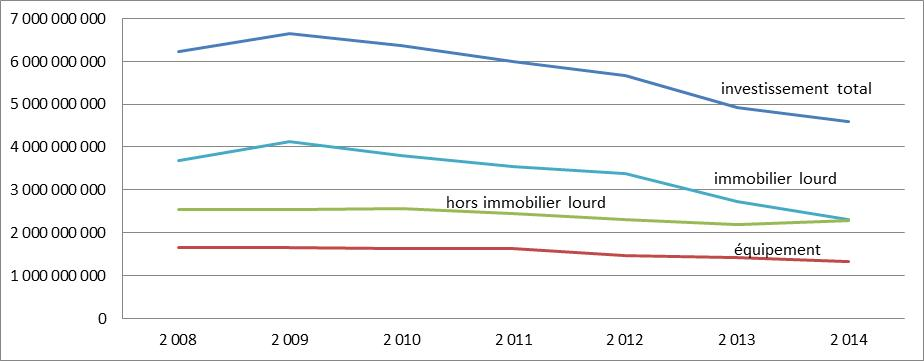 7 000 000 000
6 000 000 000
5 000 000 000
4 000 000 000
3 000 000 000
2 000 000 000
1 000 000 000
0
investissement total
immobilier lourd
hors immobilier lourd
équipement
2 008 2 009 2 010 2 011 2 012 2 013 2 014